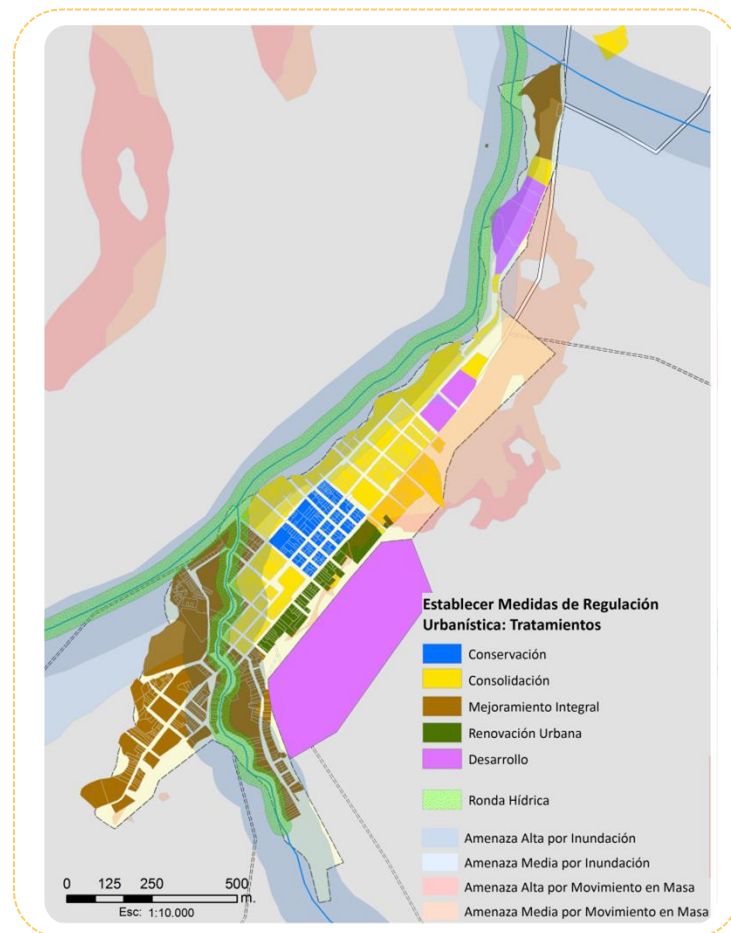 Establecer Medidas de Regulación
Urbanística: Tratamientos
Conservación
Consolidación
Mejoramiento Integral
Renovación Urbana
Desarrollo
Ronda Hídrica
Amenaza Alta por Inundación
Amenaza Media por Inundación
Amenaza Alta por Movimiento en Masa
Amenaza Media por Movimiento en Masa
0 125 250 500
m.
Esc: 1:10.000